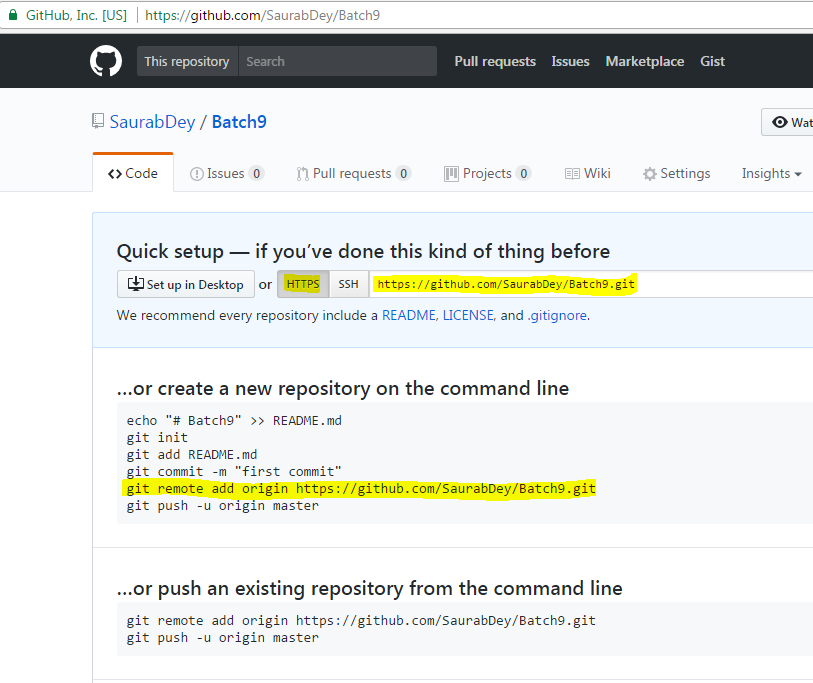 GitHub, Inc. [US] https://github.com/SaurabDey/Batch9
This repository Search Pull requests Issues Marketplace Gist
SaurabDey / Batch9
Code Issues 0 Pull requests 0 Projects 0 Wiki Settings Insights
Quick setup — if you’ve done this kind of thing before
Set up in Desktop or HTTPS SSH https://github.com/SaurabDey/Batch9.git
We recommend every repository include a README, LICENSE, and .gitignore.
…or create a new repository on the command line
echo "# Batch9" >> README.md
git init
git add README.md
git commit -m "first commit"
git remote add origin https://github.com/SaurabDey/Batch9.git
git push -u origin master
…or push an existing repository from the command line
git remote add origin https://github.com/SaurabDey/Batch9.git
git push -u origin master